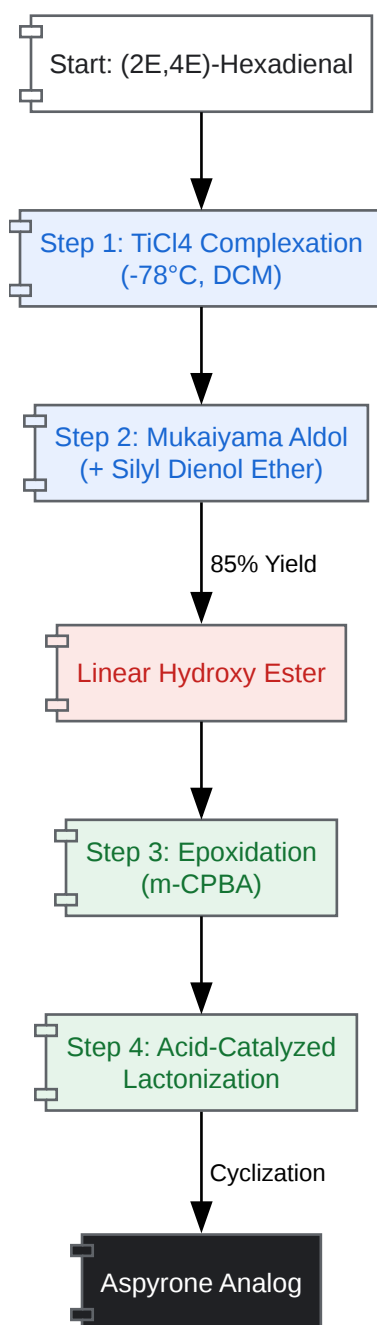 Start: (2E,4E)-Hexadienal
Step 1: TiCl4 Complexation
(-78°C, DCM)
Step 2: Mukaiyama Aldol
(+ Silyl Dienol Ether)
85% Yield
Linear Hydroxy Ester
Step 3: Epoxidation
(m-CPBA)
Step 4: Acid-Catalyzed
Lactonization
Cyclization
Aspyrone Analog